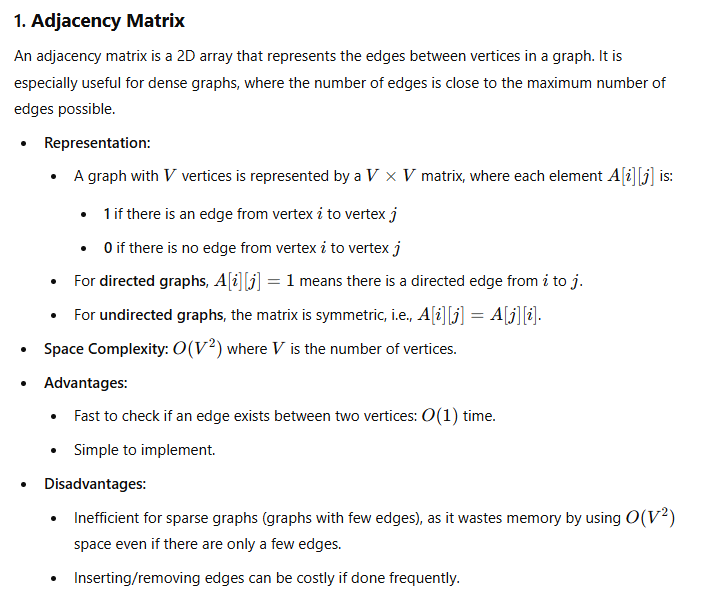 1. Adjacency Matrix
An adjacency matrix is a 2D array that represents the edges between vertices in a graph. It is
especially useful for dense graphs, where the number of edges is close to the maximum number of
edges possible.
• Representation:
• A graph with V vertices is represented by a V × V matrix, where each element A[i][j] is:
• 1 if there is an edge from vertex i to vertex j
• 0 if there is no edge from vertex i to vertex j
• For directed graphs, A[i][j] = 1 means there is a directed edge from i to j.
• For undirected graphs, the matrix is symmetric, i.e., A[i][j] = A[j][i].
• Space Complexity: O(V²) where V is the number of vertices.
• Advantages:
• Fast to check if an edge exists between two vertices: O(1) time.
• Simple to implement.
• Disadvantages:
• Inefficient for sparse graphs (graphs with few edges), as it wastes memory by using O(V²)
space even if there are only a few edges.
• Inserting/removing edges can be costly if done frequently.